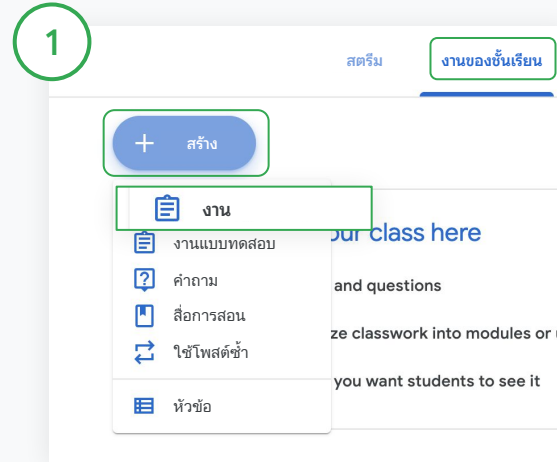 1
สตรีม งานของชั้นเรียน
+ สร้าง
งาน
งานแบบทดสอบ
our class here
คำถาม
and questions
สื่อการสอน
ze classwork into modules or
ใช้โพสต์ซ้ำ
you want students to see it
หัวข้อ